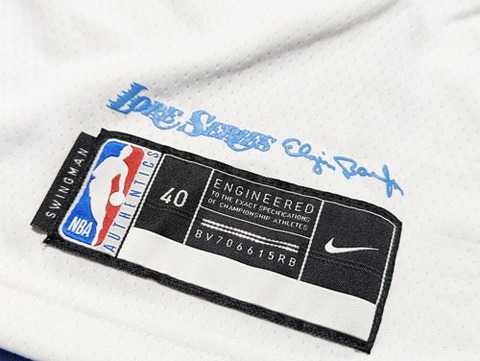 LORE SERIES Elgin Baylor
SWINGMAN
NBA
AUTHENTICS
40
ENGINEERED
TO THE EXACT SPECIFICATIONS
OF CHAMPIONSHIP ATHLETES
BV706615RB